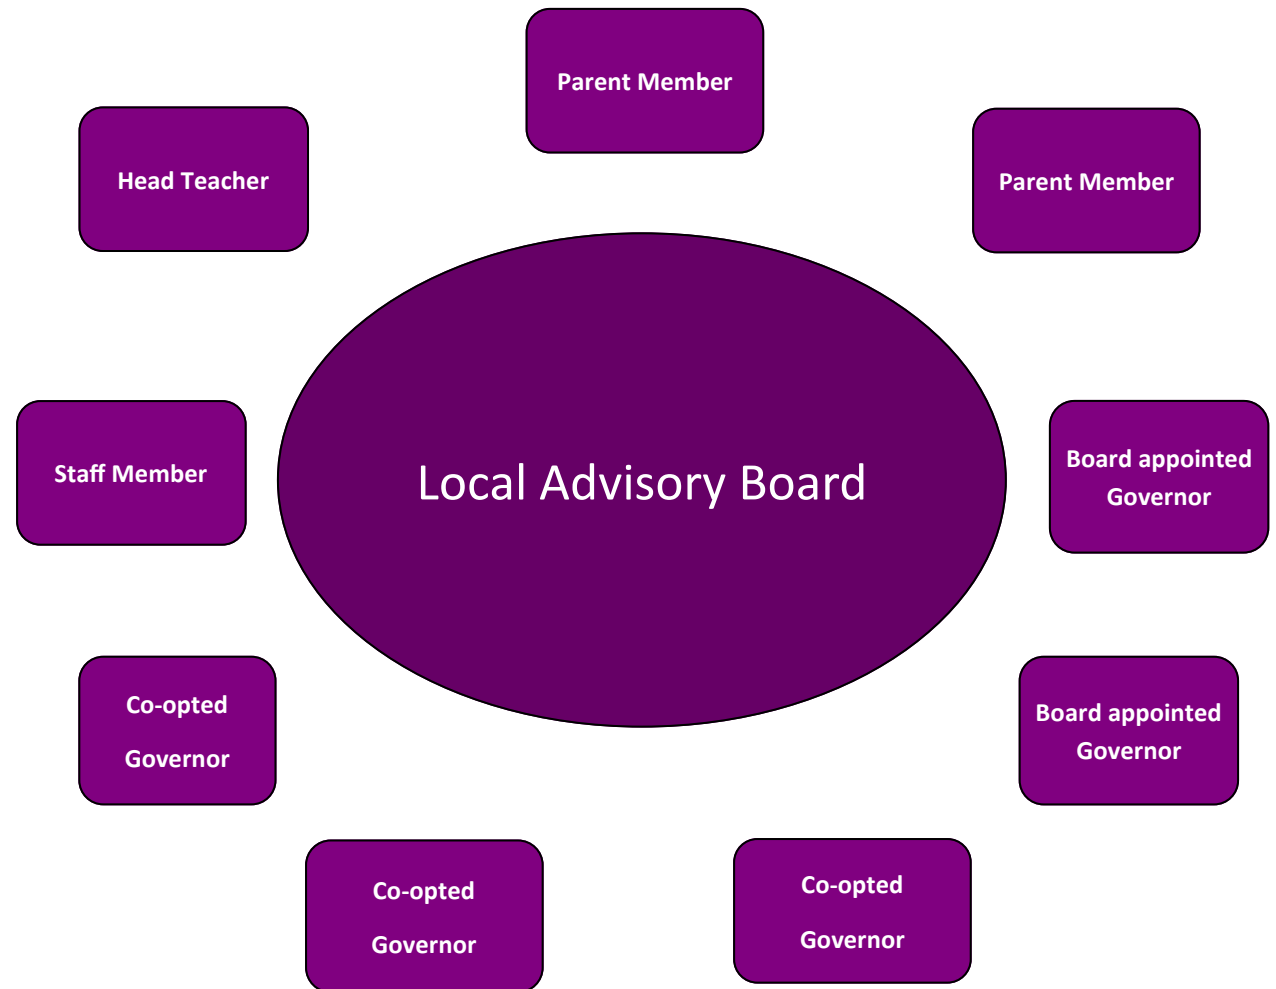 Parent Member
Head Teacher
Parent Member
Local Advisory Board
Staff Member
Board appointed
Governor
Co-opted
Governor
Board appointed
Governor
Co-opted
Governor
Co-opted
Governor